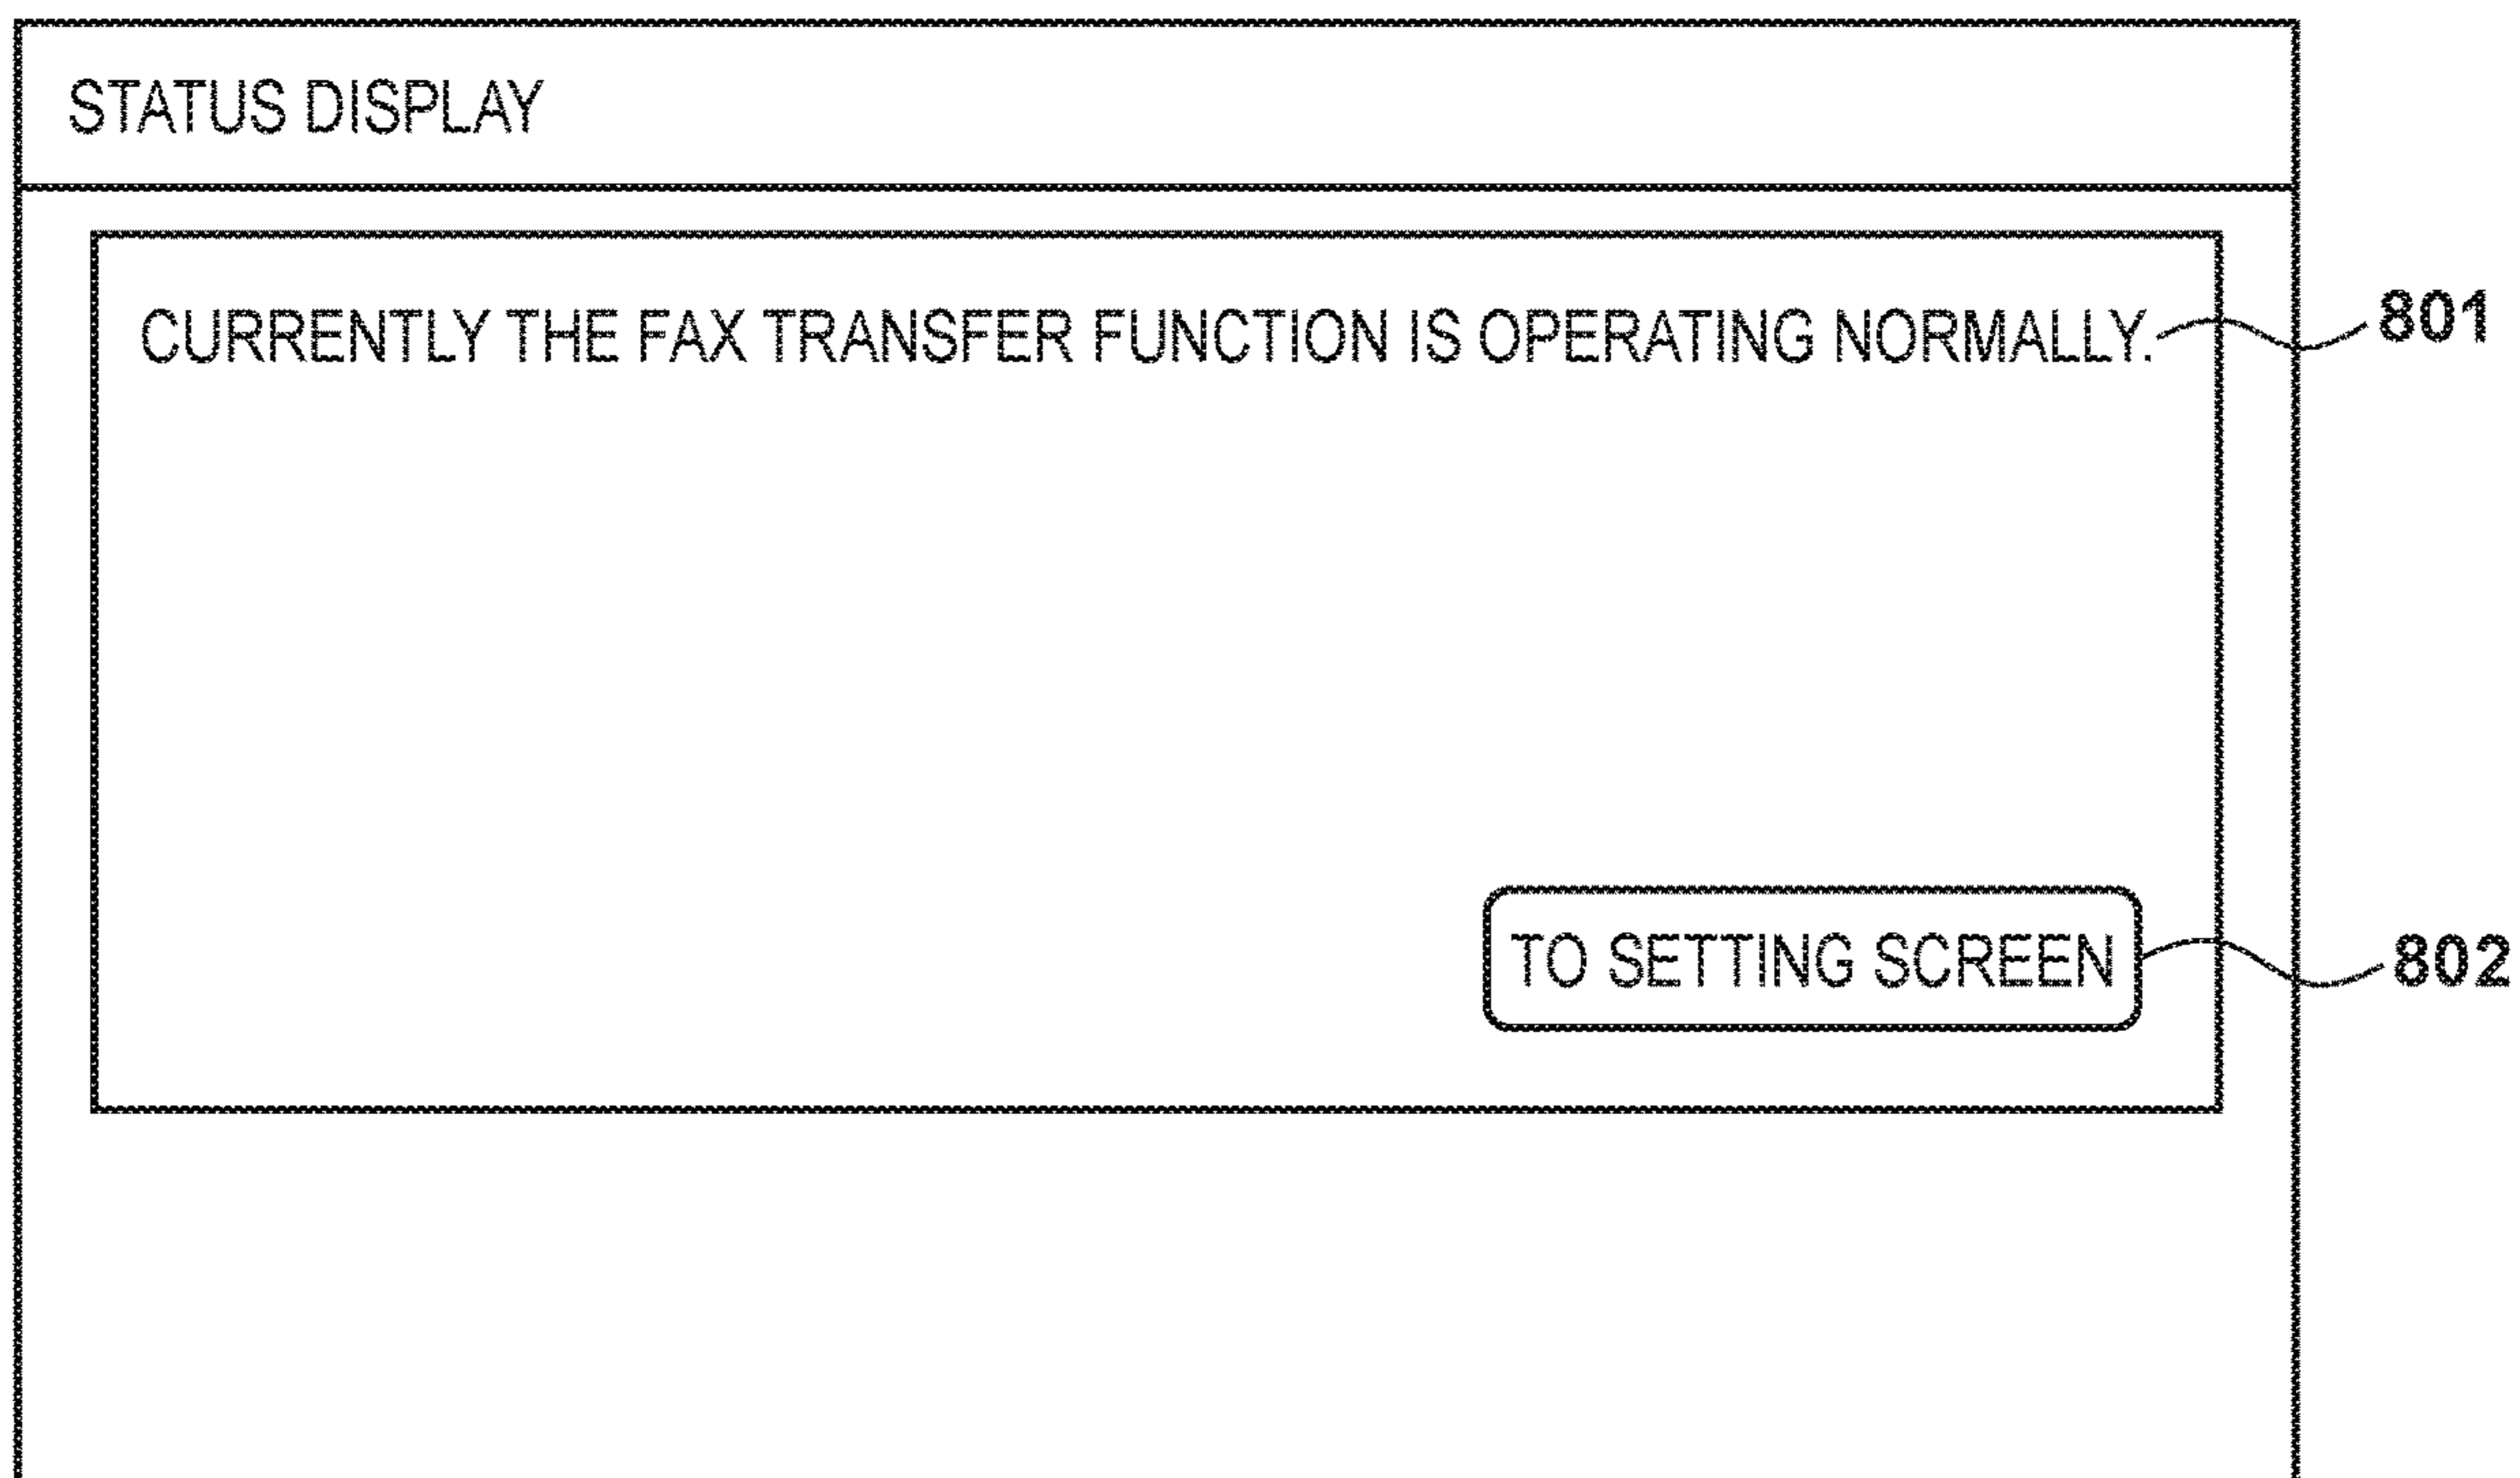 STATUS DISPLAY
CURRENTLY THE FAX TRANSFER FUNCTION IS OPERATING NORMALLY.
801
TO SETTING SCREEN
802